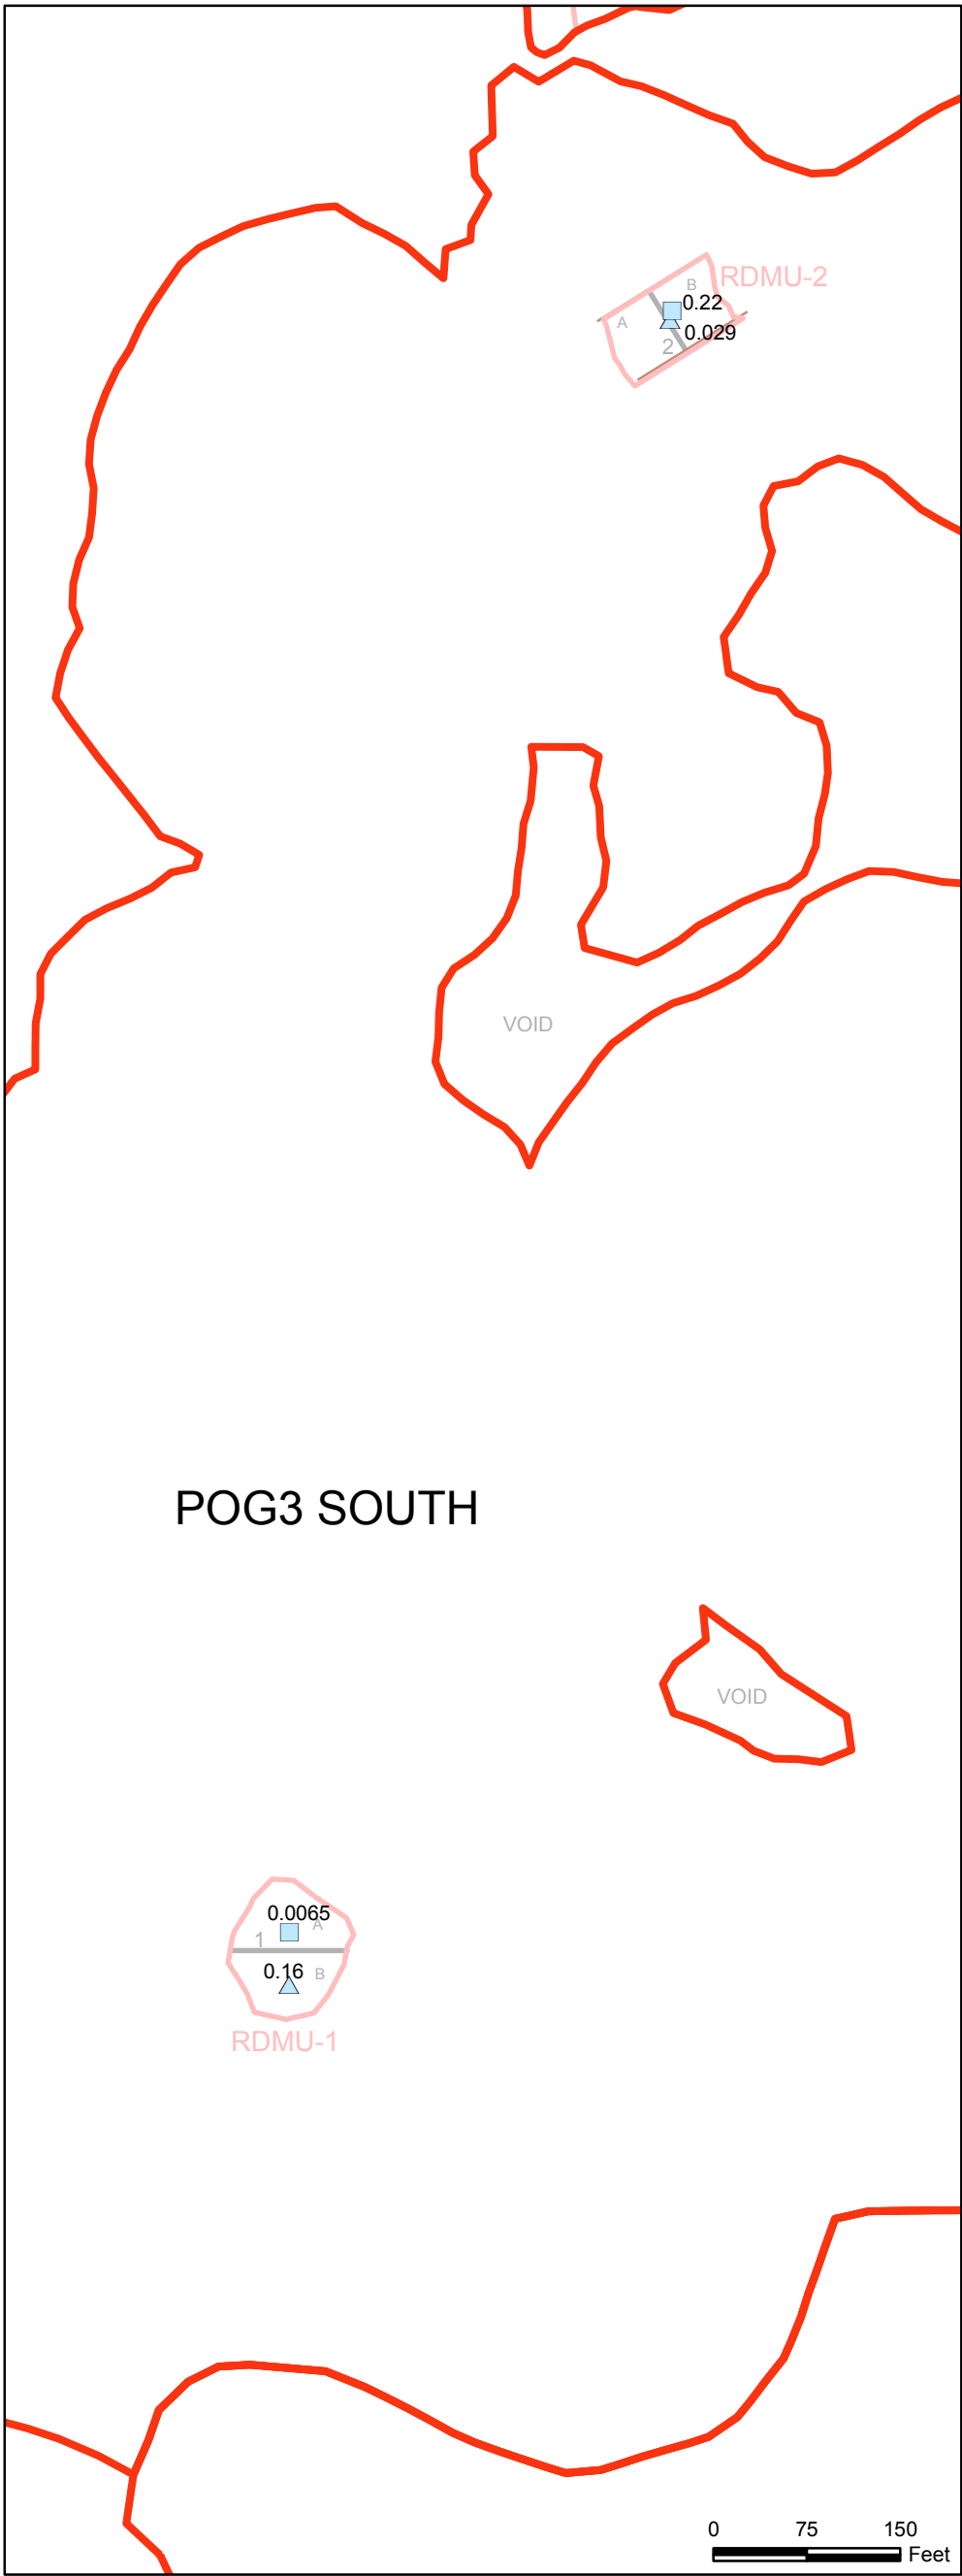 RDMU-2
B
0.22
A
0.029
2
VOID
POG3 SOUTH
VOID
0.0065
A
1
0.16
B
RDMU-1
0 75 150
Feet